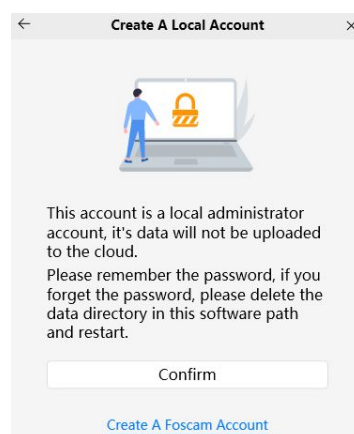 Create A Local Account
This account is a local administrator
account, it's data will not be uploaded
to the cloud.
Please remember the password, if you
forget the password, please delete the
data directory in this software path
and restart.
Confirm
Create A Foscam Account